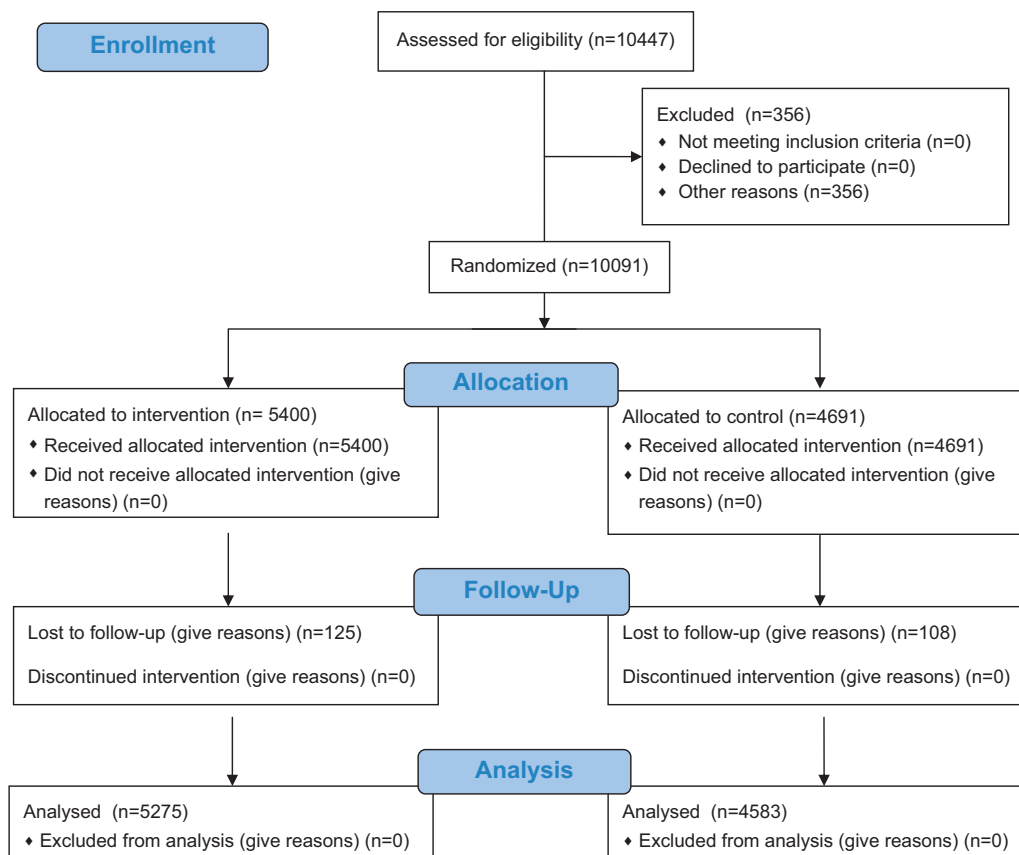 Enrollment
Assessed for eligibility (n=10447)
Excluded (n=356)
♦ Not meeting inclusion criteria (n=0)
♦ Declined to participate (n=0)
♦ Other reasons (n=356)
Randomized (n=10091)
Allocation
Allocated to intervention (n= 5400)
♦ Received allocated intervention (n=5400)
♦ Did not receive allocated intervention (give
reasons) (n=0)
Allocated to control (n=4691)
♦ Received allocated intervention (n=4691)
♦ Did not receive allocated intervention (give
reasons) (n=0)
Follow-Up
Lost to follow-up (give reasons) (n=125)
Discontinued intervention (give reasons) (n=0)
Lost to follow-up (give reasons) (n=108)
Discontinued intervention (give reasons) (n=0)
Analysis
Analysed (n=5275)
♦ Excluded from analysis (give reasons) (n=0)
Analysed (n=4583)
♦ Excluded from analysis (give reasons) (n=0)